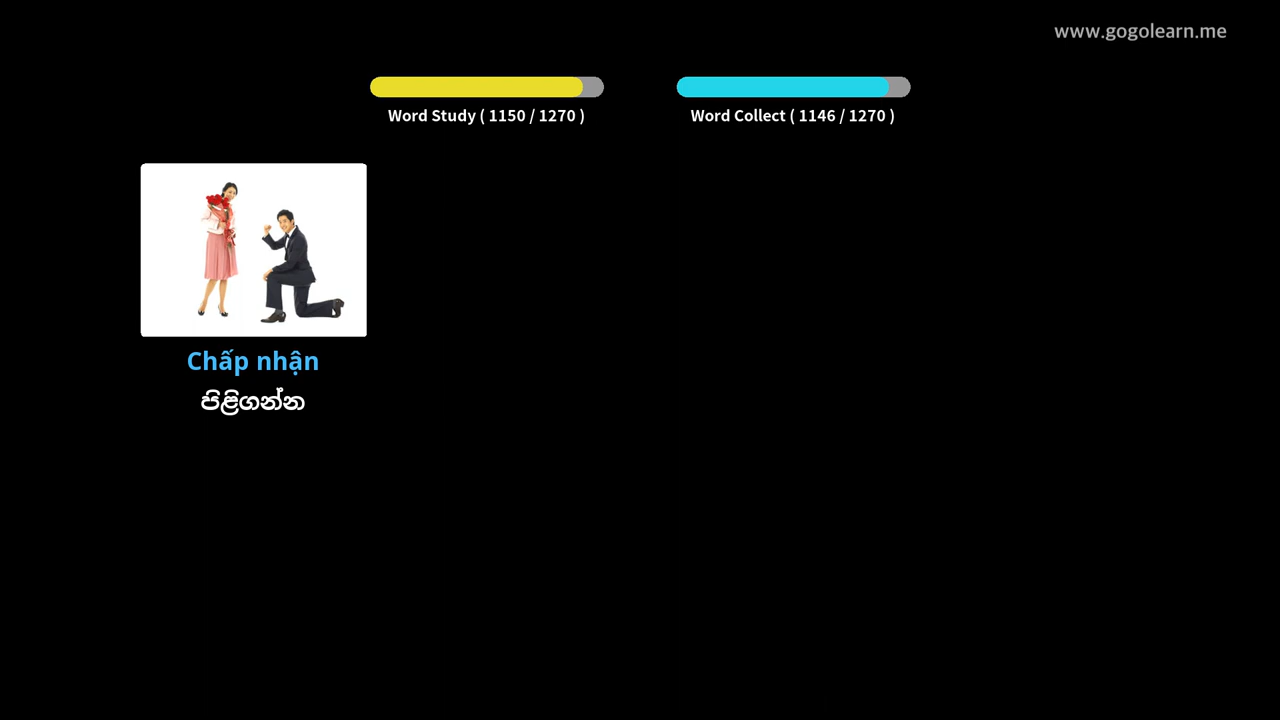 www.gogolearn.me
Word Study ( 1150 / 1270 )
Word Collect ( 1146 / 1270 )
Chấp nhận
පිළිගන්න